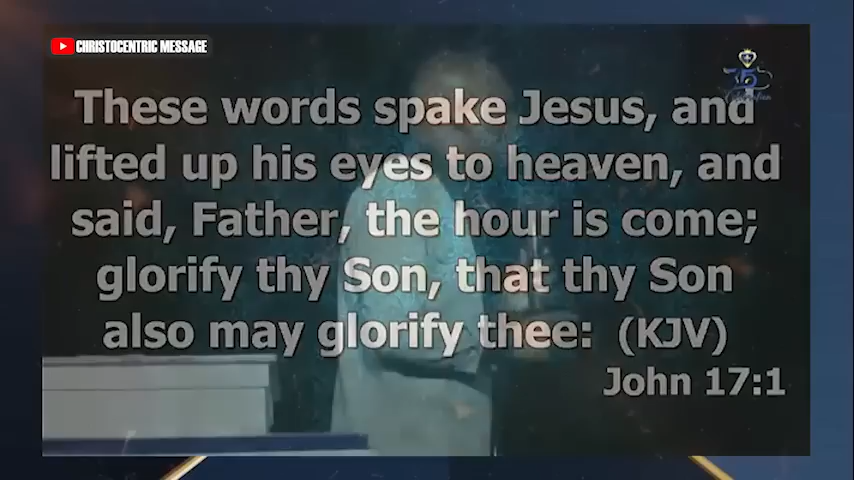 CHRISTOCENTRIC MESSAGE
These words spake Jesus, and
lifted up his eyes to heaven, and
said, Father, the hour is come;
glorify thy Son, that thy Son
also may glorify thee: (KJV)
John 17:1